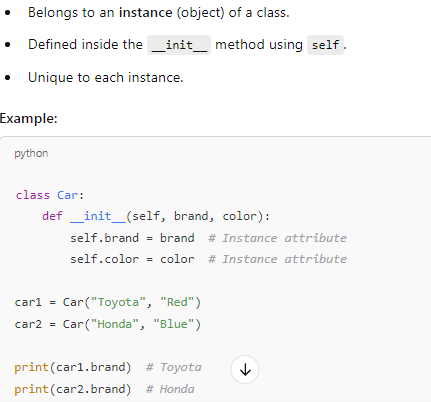 Belongs to an instance (object) of a class.
Defined inside the __init__ method using self.
Unique to each instance.
Example:
python
class Car:
    def __init__(self, brand, color):
        self.brand = brand  # Instance attribute
        self.color = color  # Instance attribute
car1 = Car("Toyota", "Red")
car2 = Car("Honda", "Blue")
print(car1.brand)  # Toyota
print(car2.brand)  # Honda